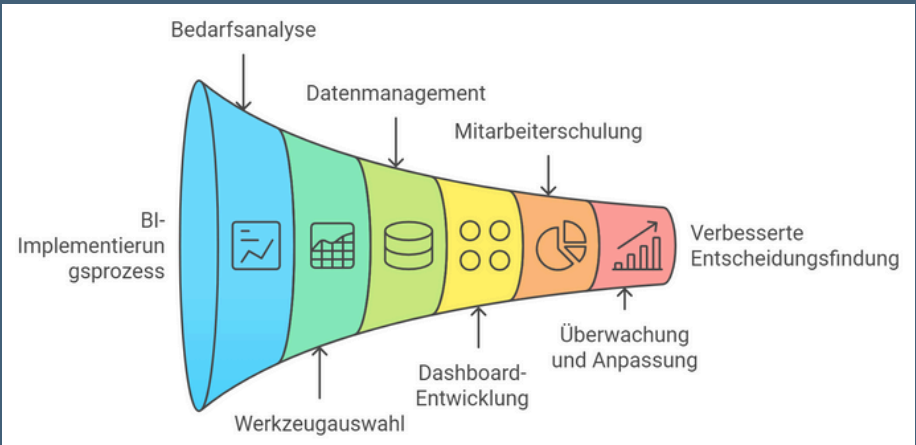 Bedarfsanalyse
Datenmanagement
Mitarbeiterschulung
BI-
Implementierun
gsprozess
Verbesserte
Entscheidungsfindung
Überwachung
und Anpassung
Dashboard-
Entwicklung
Werkzeugauswahl